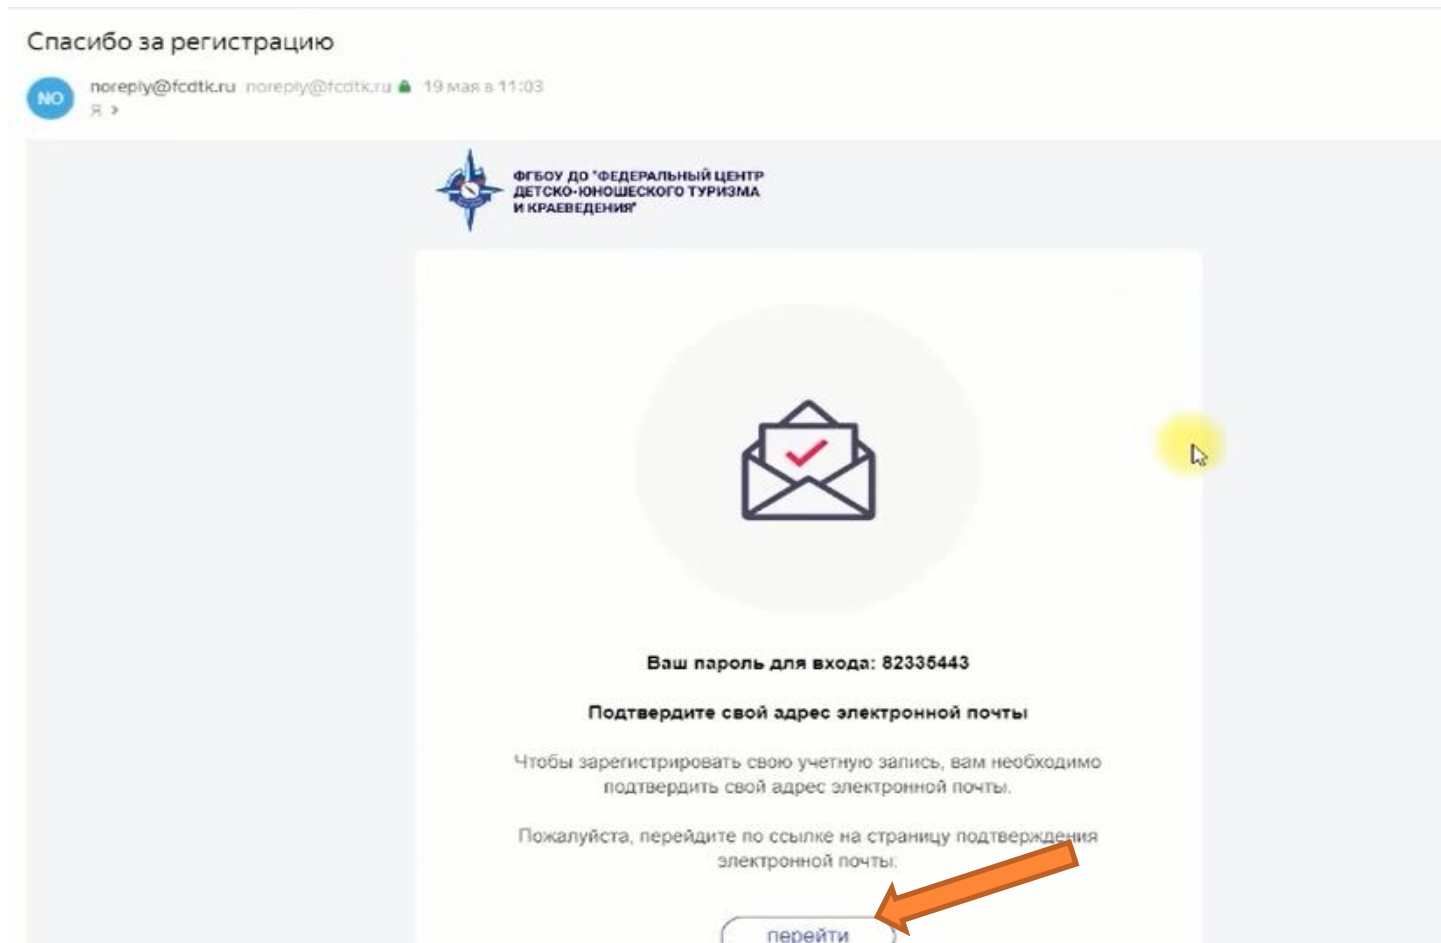 Спасибо за регистрацию
NO
noreply@fcdtk.ru noreply@fcdtk.ru 19 мая в 11:03
Я >
ФГБОУ ДО "ФЕДЕРАЛЬНЫЙ ЦЕНТР
ДЕТСКО-ЮНОШЕСКОГО ТУРИЗМА
И КРАЕВЕДЕНИЯ"
Ваш пароль для входа: 82335443
Подтвердите свой адрес электронной почты
Чтобы зарегистрировать свою учетную запись, вам необходимо
подтвердить свой адрес электронной почты.
Пожалуйста, перейдите по ссылке на страницу подтверждения
электронной почты:
перейти